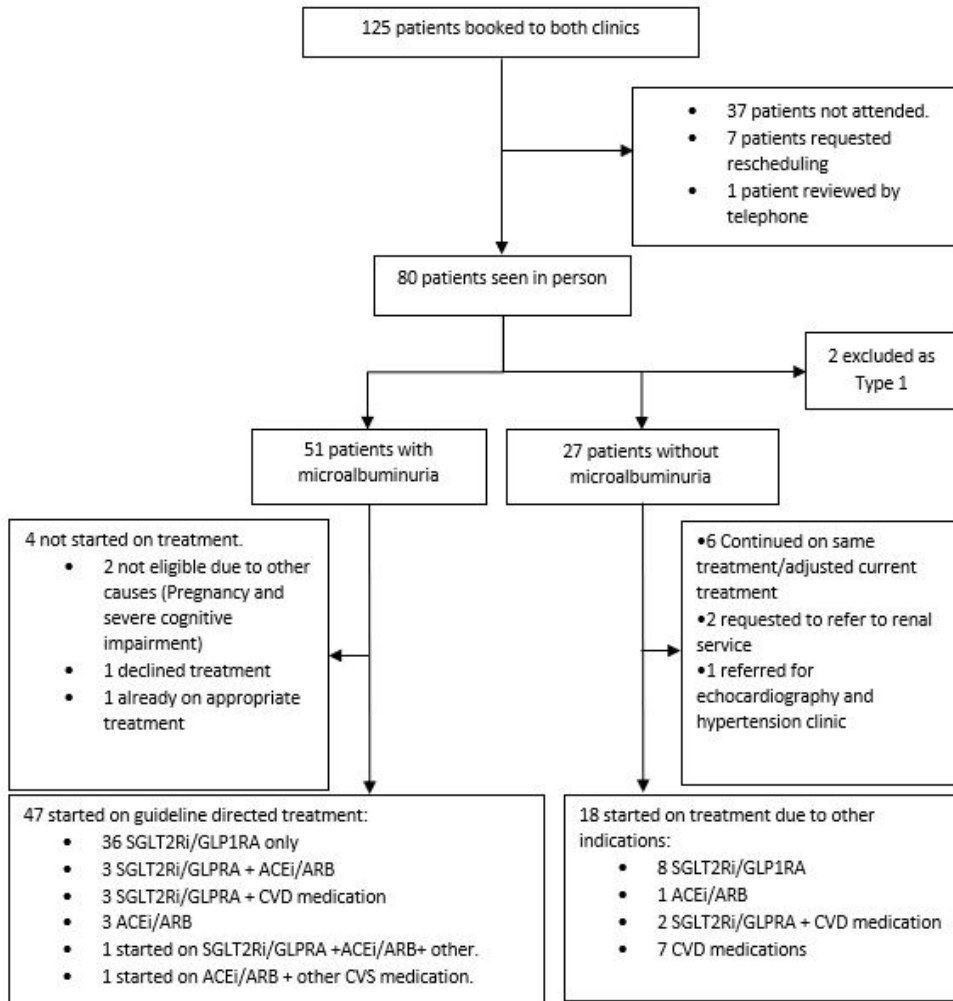 125 patients booked to both clinics
• 37 patients not attended.
• 7 patients requested
rescheduling
• 1 patient reviewed by
telephone
80 patients seen in person
2 excluded as
Type 1
51 patients with
microalbuminuria
27 patients without
microalbuminuria
4 not started on treatment.
• 2 not eligible due to other
causes (Pregnancy and
severe cognitive
impairment)
• 1 declined treatment
• 1 already on appropriate
treatment
•6 Continued on same
treatment/adjusted current
treatment
•2 requested to refer to renal
service
•1 referred for
echocardiography and
hypertension clinic
47 started on guideline directed treatment:
• 36 SGLT2Ri/GLP1RA only
• 3 SGLT2Ri/GLPRA + ACEi/ARB
• 3 SGLT2Ri/GLPRA + CVD medication
• 3 ACEi/ARB
• 1 started on SGLT2Ri/GLPRA +ACEi/ARB+ other.
• 1 started on ACEi/ARB + other CVS medication.
18 started on treatment due to other
indications:
• 8 SGLT2Ri/GLP1RA
• 1 ACEi/ARB
• 2 SGLT2Ri/GLPRA + CVD medication
• 7 CVD medications